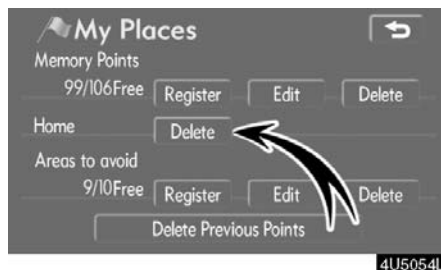 My Places
Memory Points
99/106Free Register Edit Delete
Home Delete
Areas to avoid
9/10Free Register Edit Delete
Delete Previous Points
4U5054I